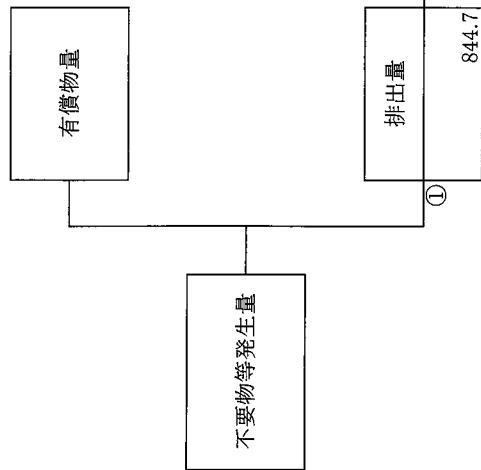 不要物等発生量
有償物量
①
排出量
844.7